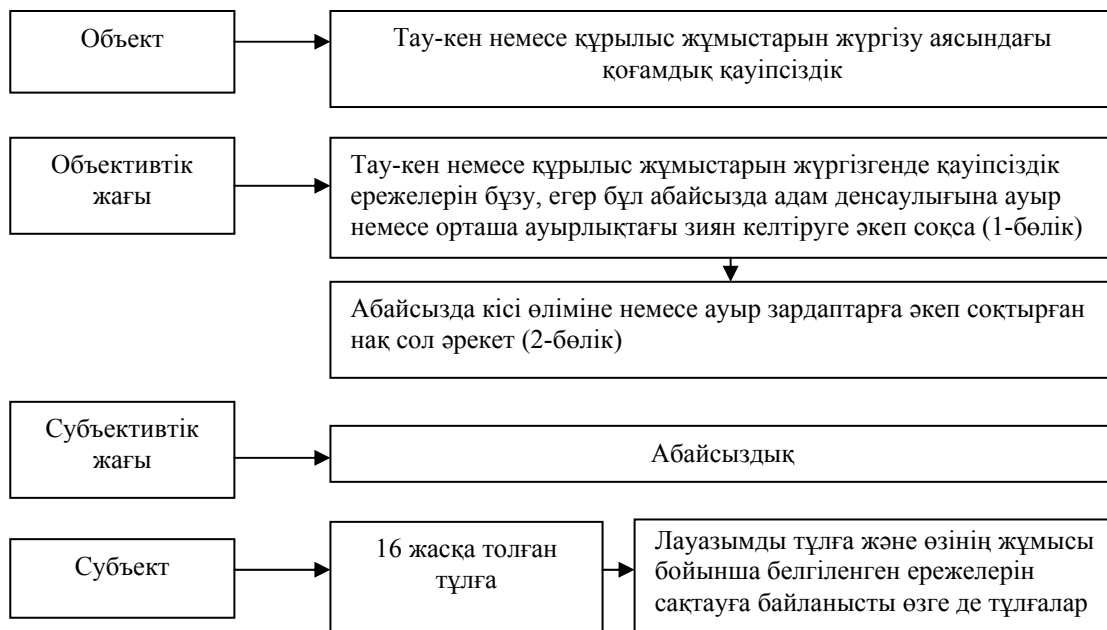 Объект
Тау-кен немесе құрылыс жұмыстарын жүргізу аясындағы
қоғамдық қауіпсіздік
Объективтік
жағы
Тау-кен немесе құрылыс жұмыстарын жүргізгенде қауіпсіздік
ережелерін бұзу, егер бұл абайсызда адам денсаулығына ауыр
немесе орташа ауырлықтағы зиян келтіруге әкеп соқса (1-бөлік)
Абайсызда кісі өліміне немесе ауыр зардаптарға әкеп соқтырған
нақ сол әрекет (2-бөлік)
Субъективтік
жағы
Абайсыздық
Субъект
16 жасқа толған
тұлға
Лауазымды тұлға және өзінің жұмысы
бойынша белгіленген ережелерін
сақтауға байланысты өзге де тұлғалар